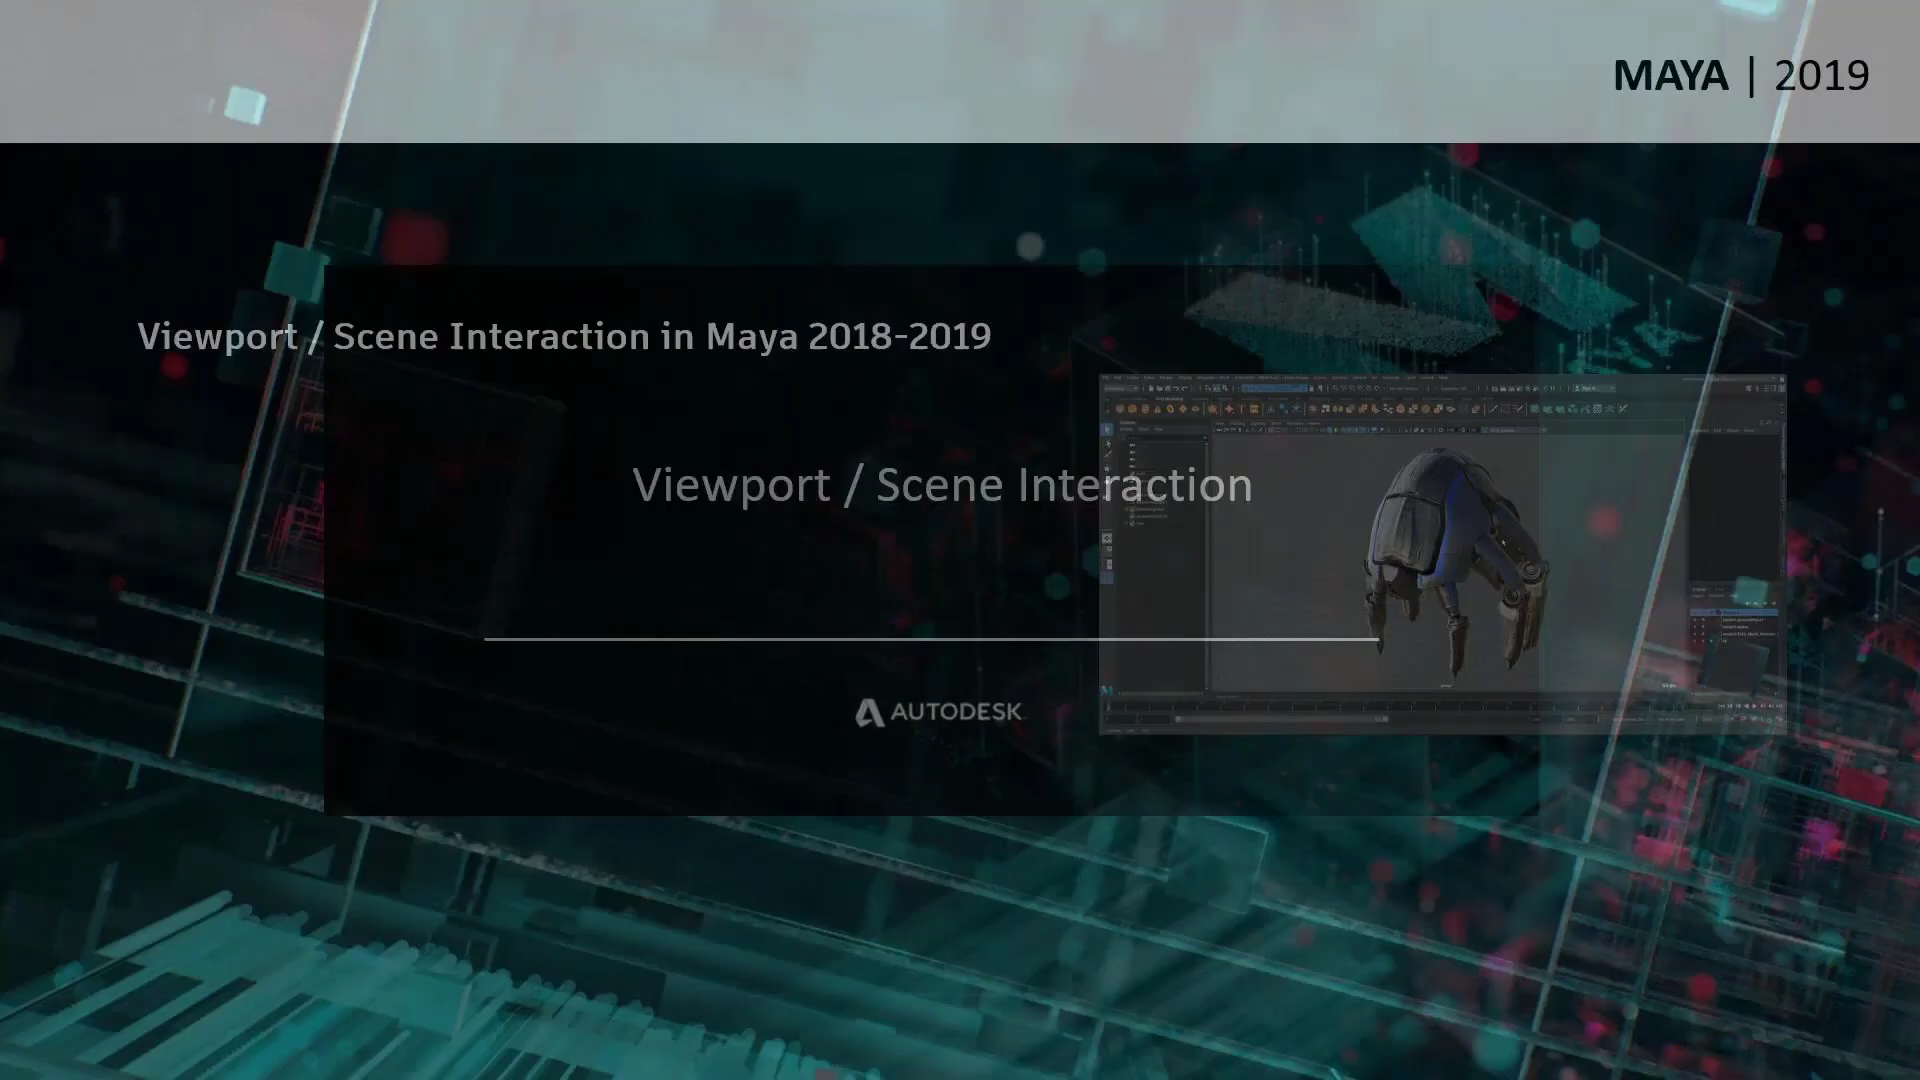 MAYA | 2019
Viewport / Scene Interaction in Maya 2018-2019
Viewport / Scene Interaction
AUTODESK